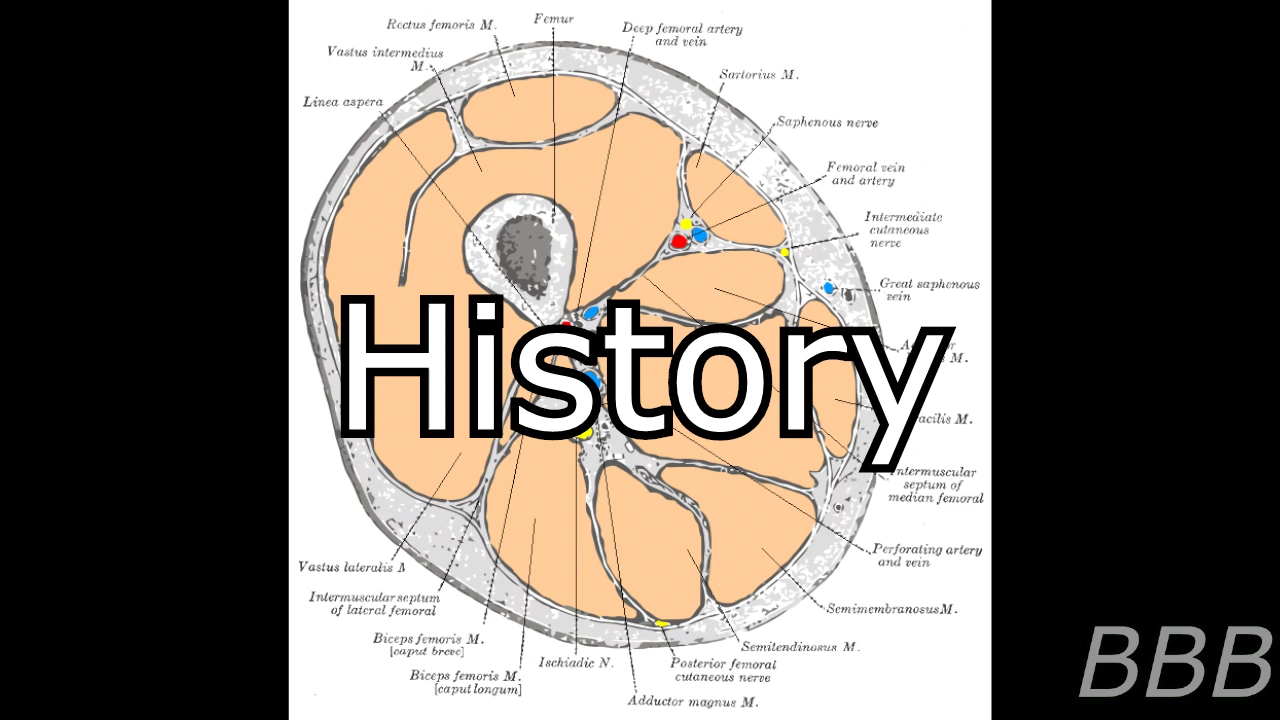 Rectus femoris M.
Femur
Deep femoral artery
and vein
Vastus intermedius
M.
Sartorius M.
Linea aspera
Saphenous nerve
Femoral vein
and artery
Intermediate
cutaneous
nerve
Great saphenous
vein
History
M.
acilis M.
Intermuscular
septum of
median femoral
Perforating artery
and vein
Vastus lateralis
Intermuscular septum
of lateral femoral
Semimembranosus M.
Biceps femoris M.
[caput breve]
Semitendinosus M.
Ischiadic N.
Posterior femoral
cutaneous nerve
Biceps femoris M.
[caput longum]
Adductor magnus M.
BBB